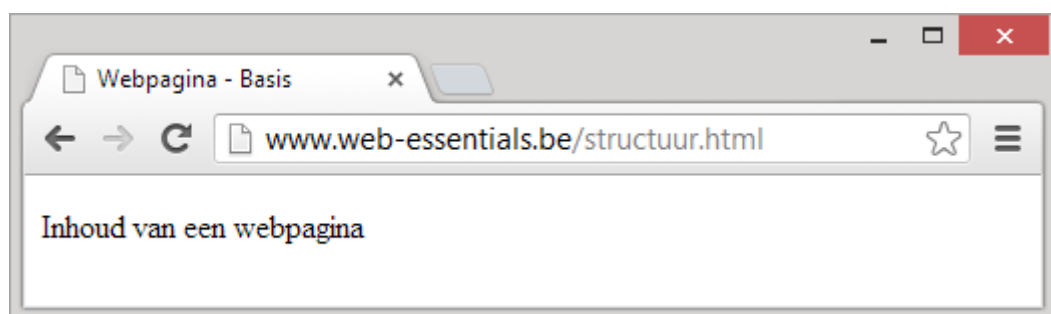 Webpagina - Basis
www.web-essentials.be/structuur.html
Inhoud van een webpagina